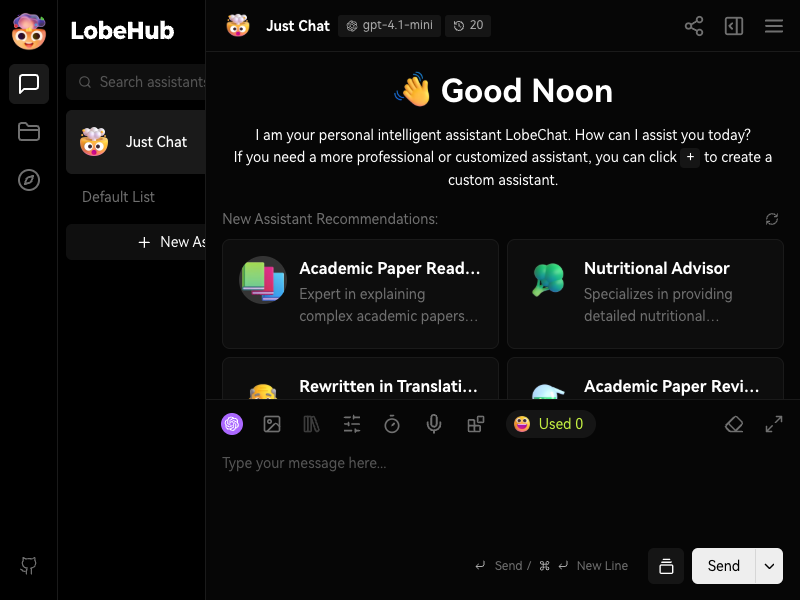 LobeHub
Search assistants
Just Chat
Default List
New As
Just Chat
gpt-4.1-mini
20
👋 Good Noon
I am your personal intelligent assistant LobeChat. How can I assist you today?
If you need a more professional or customized assistant, you can click + to create a
custom assistant.
New Assistant Recommendations:
Academic Paper Read...
Expert in explaining
complex academic papers...
Nutritional Advisor
Specializes in providing
detailed nutritional...
Rewritten in Translati...
Academic Paper Revi...
Used 0
Type your message here...
↵ Send / ⌘ ↵ New Line
Send